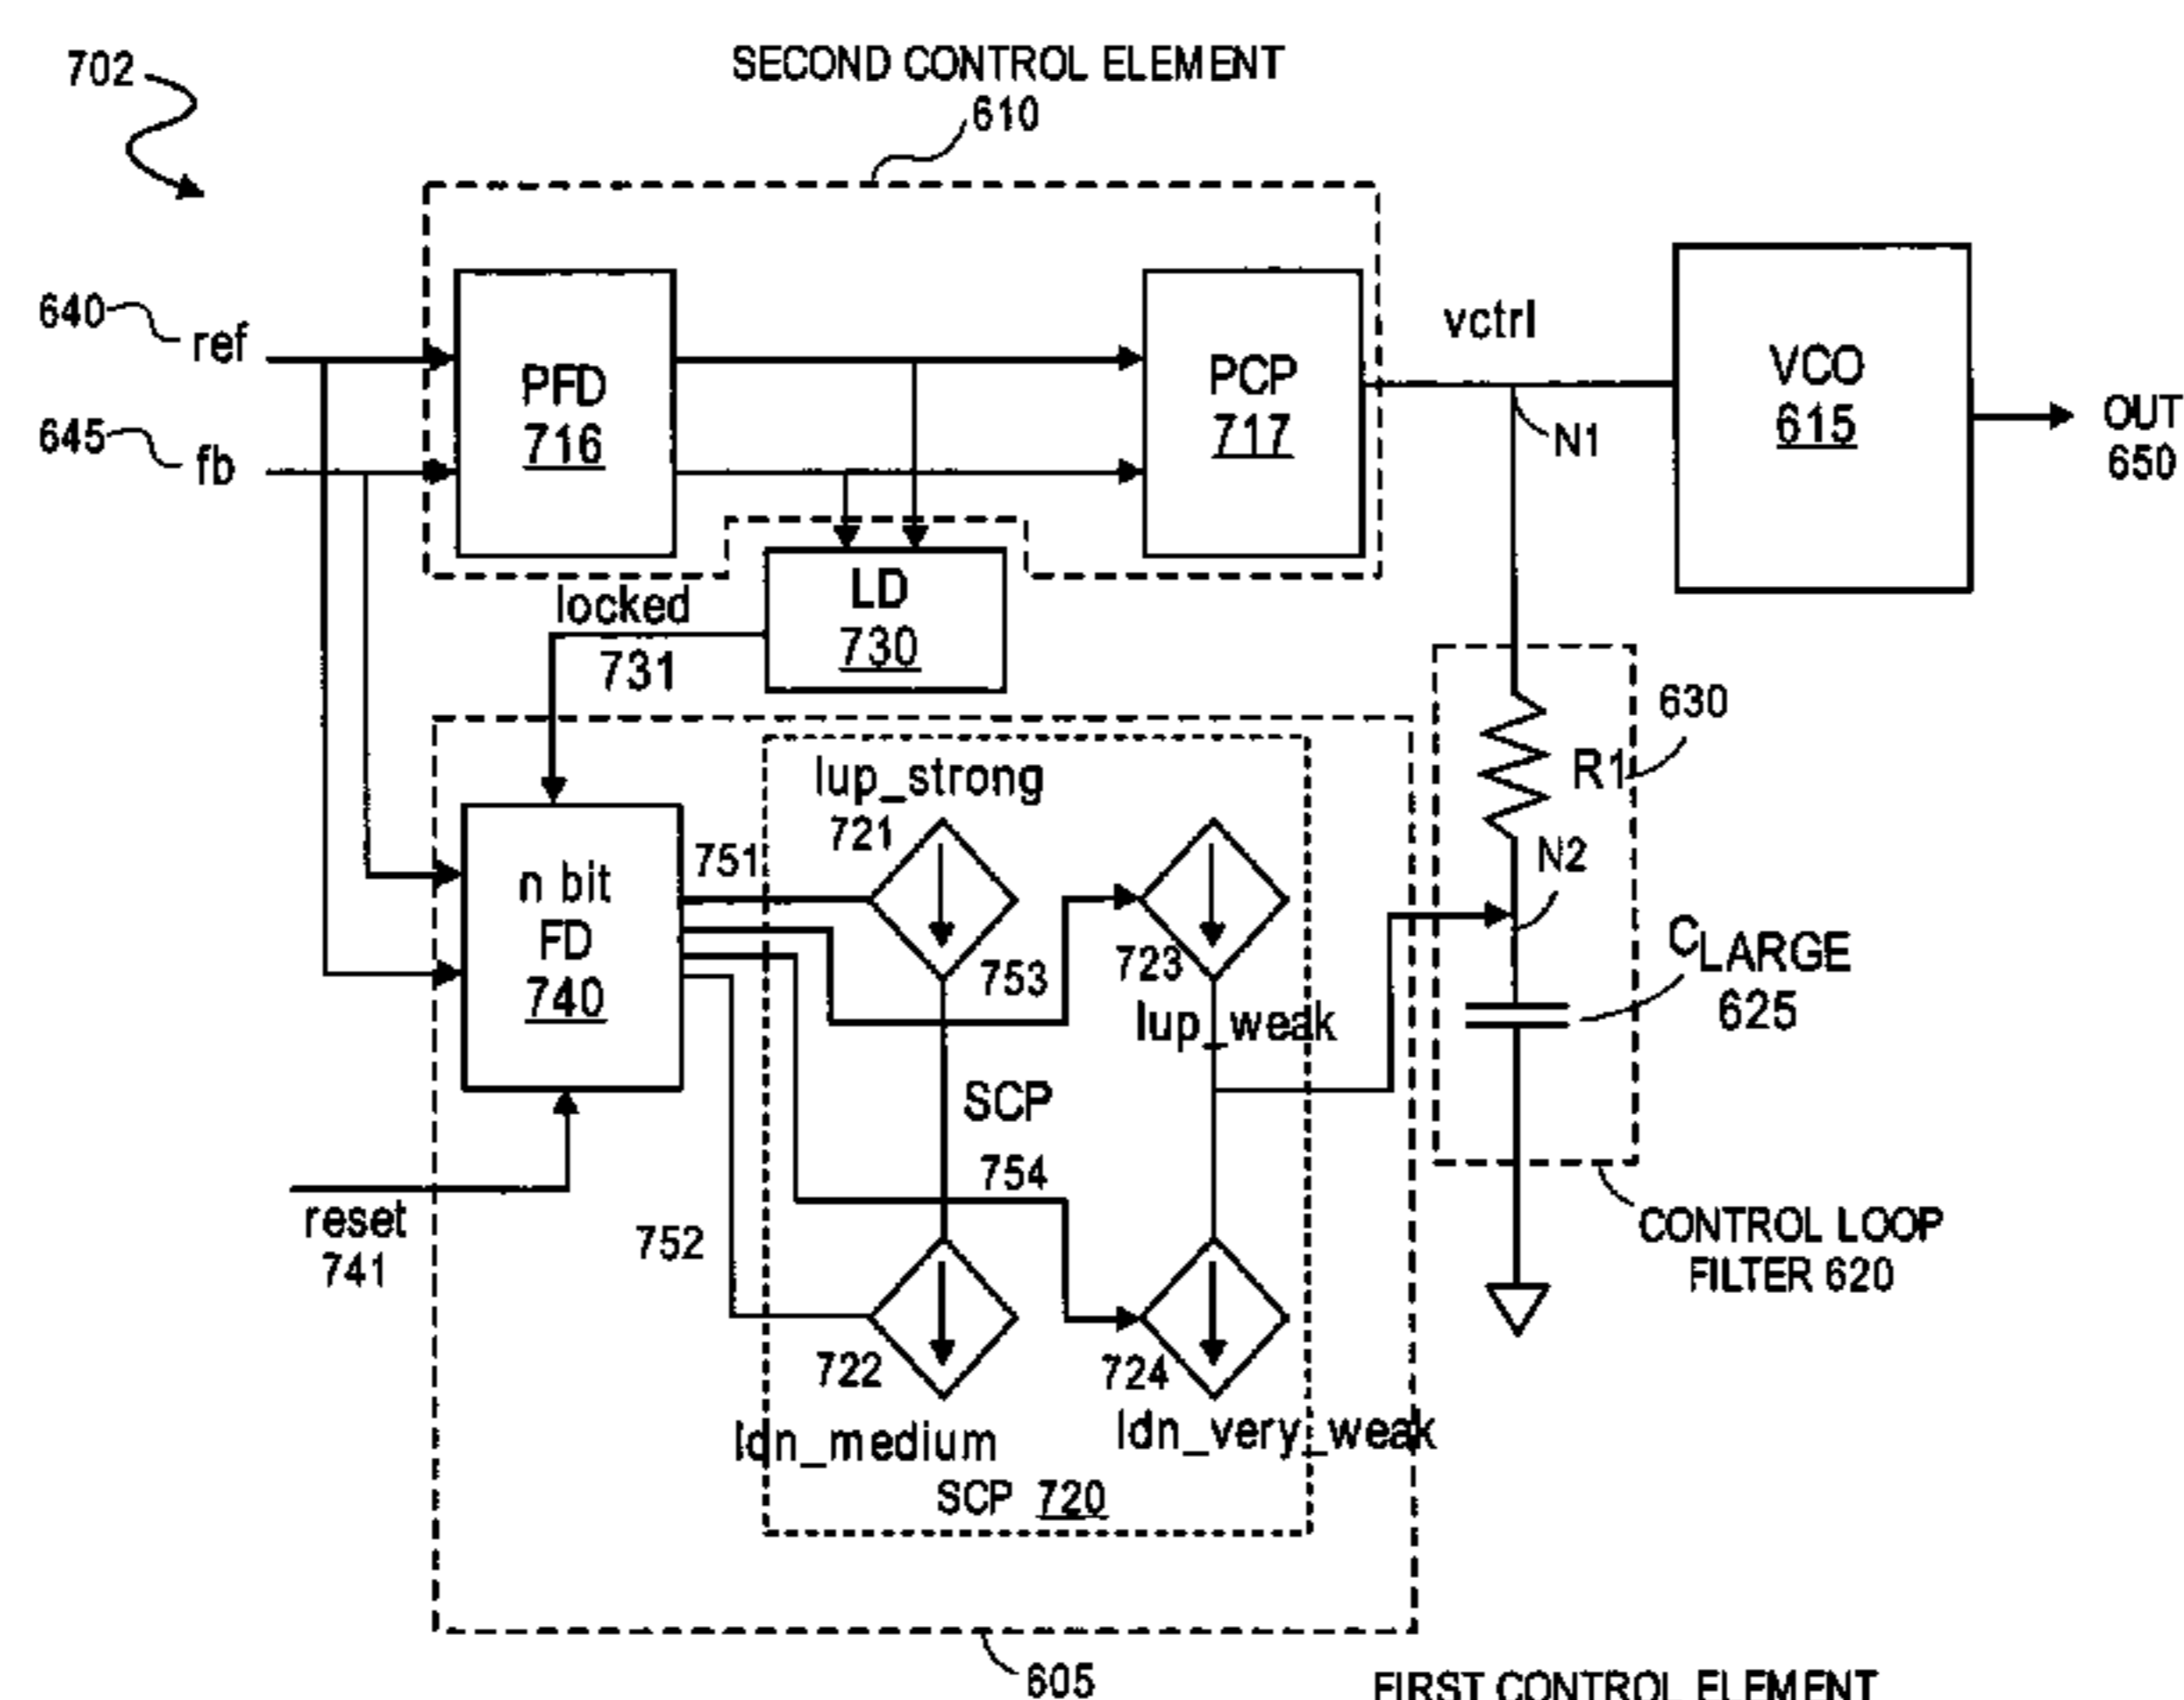 702
SECOND CONTROL ELEMENT
610
640
ref
645
fb
PFD
716
PCP
717
vctrl
N1
VCO
615
OUT
650
locked
731
LD
730
630
R1
N2
CLARGE
625
Iup_strong
721
751
n bit
FD
740
753
723
Iup_weak
SCP
754
reset
741
752
722
724
Idn_medium
Idn_very_weak
SCP 720
CONTROL LOOP
FILTER 620
605
FIRST CONTROL ELEMENT